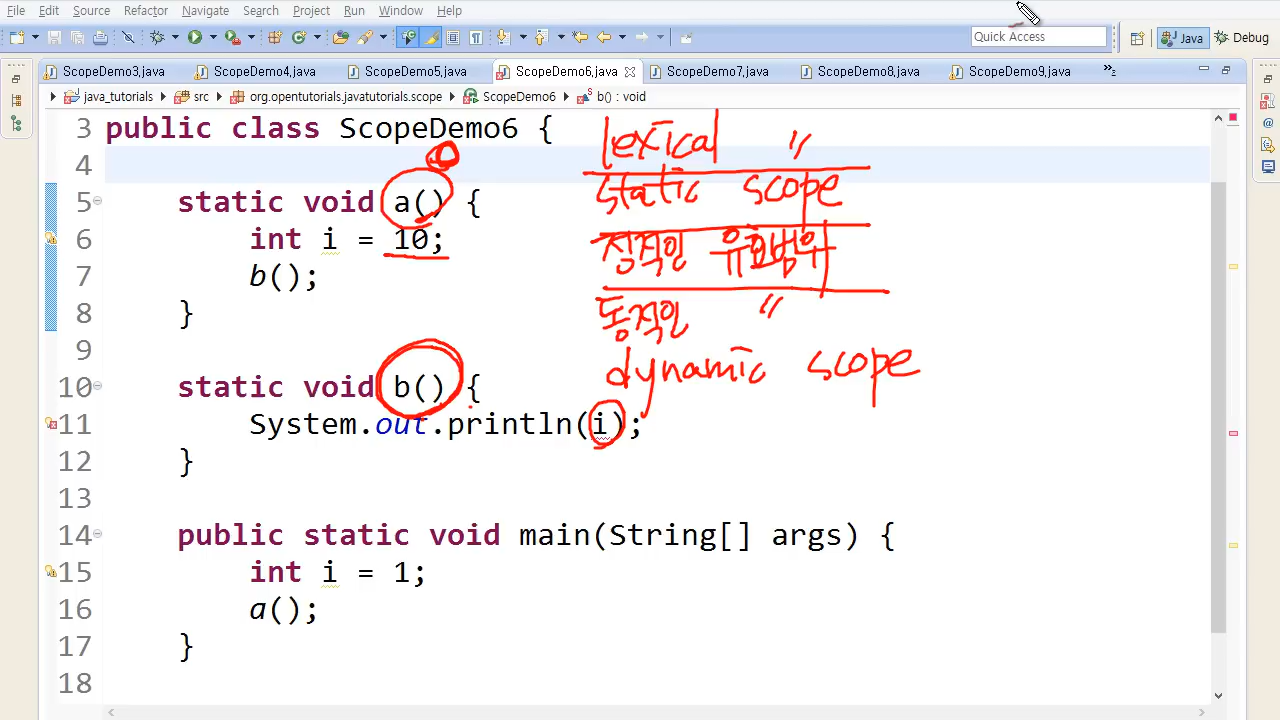 File Edit Source Refactor Navigate Search Project Run Window Help
Quick Access
Java Debug
ScopeDemo3.java ScopeDemo4.java ScopeDemo5.java ScopeDemo6.java ScopeDemo7.java ScopeDemo8.java ScopeDemo9.java
java_tutorials src org.opentutorials.javatutorials.scope ScopeDemo6 b() : void
3 public class ScopeDemo6 {
lexical 〃
4
static scope
5 static void a() {
6 int i = 10;
정적인 유효범위
7 b();
8 }
동적인 〃
9
dynamic scope
10 static void b() {
11 System.out.println(i);
12 }
13
14 public static void main(String[] args) {
15 int i = 1;
16 a();
17 }
18